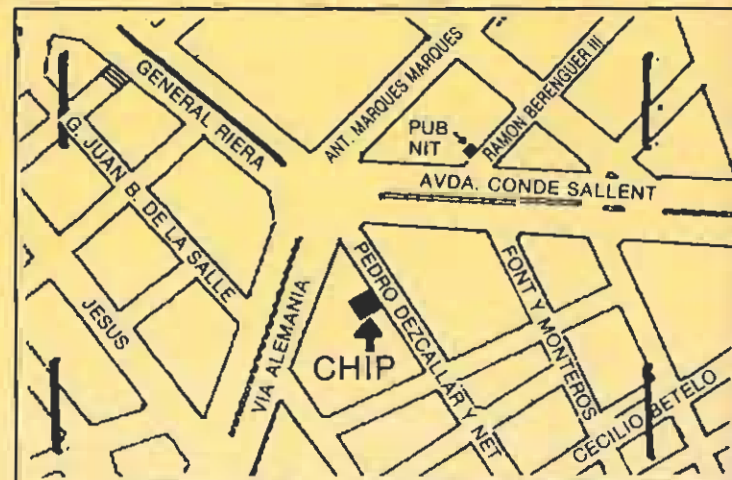 GENERAL RIERA
ANT. MARQUES MARQUES
RAMON BERENGUER III
PUB
NIT
G. JUAN B. DE LA SALLE
AVDA. CONDE SALLENT
JESUS
VIA ALEMANIA
PEDRO DEZCALLAR Y NET
FONT Y MONTEROS
CHIP
CECILIO BETELO